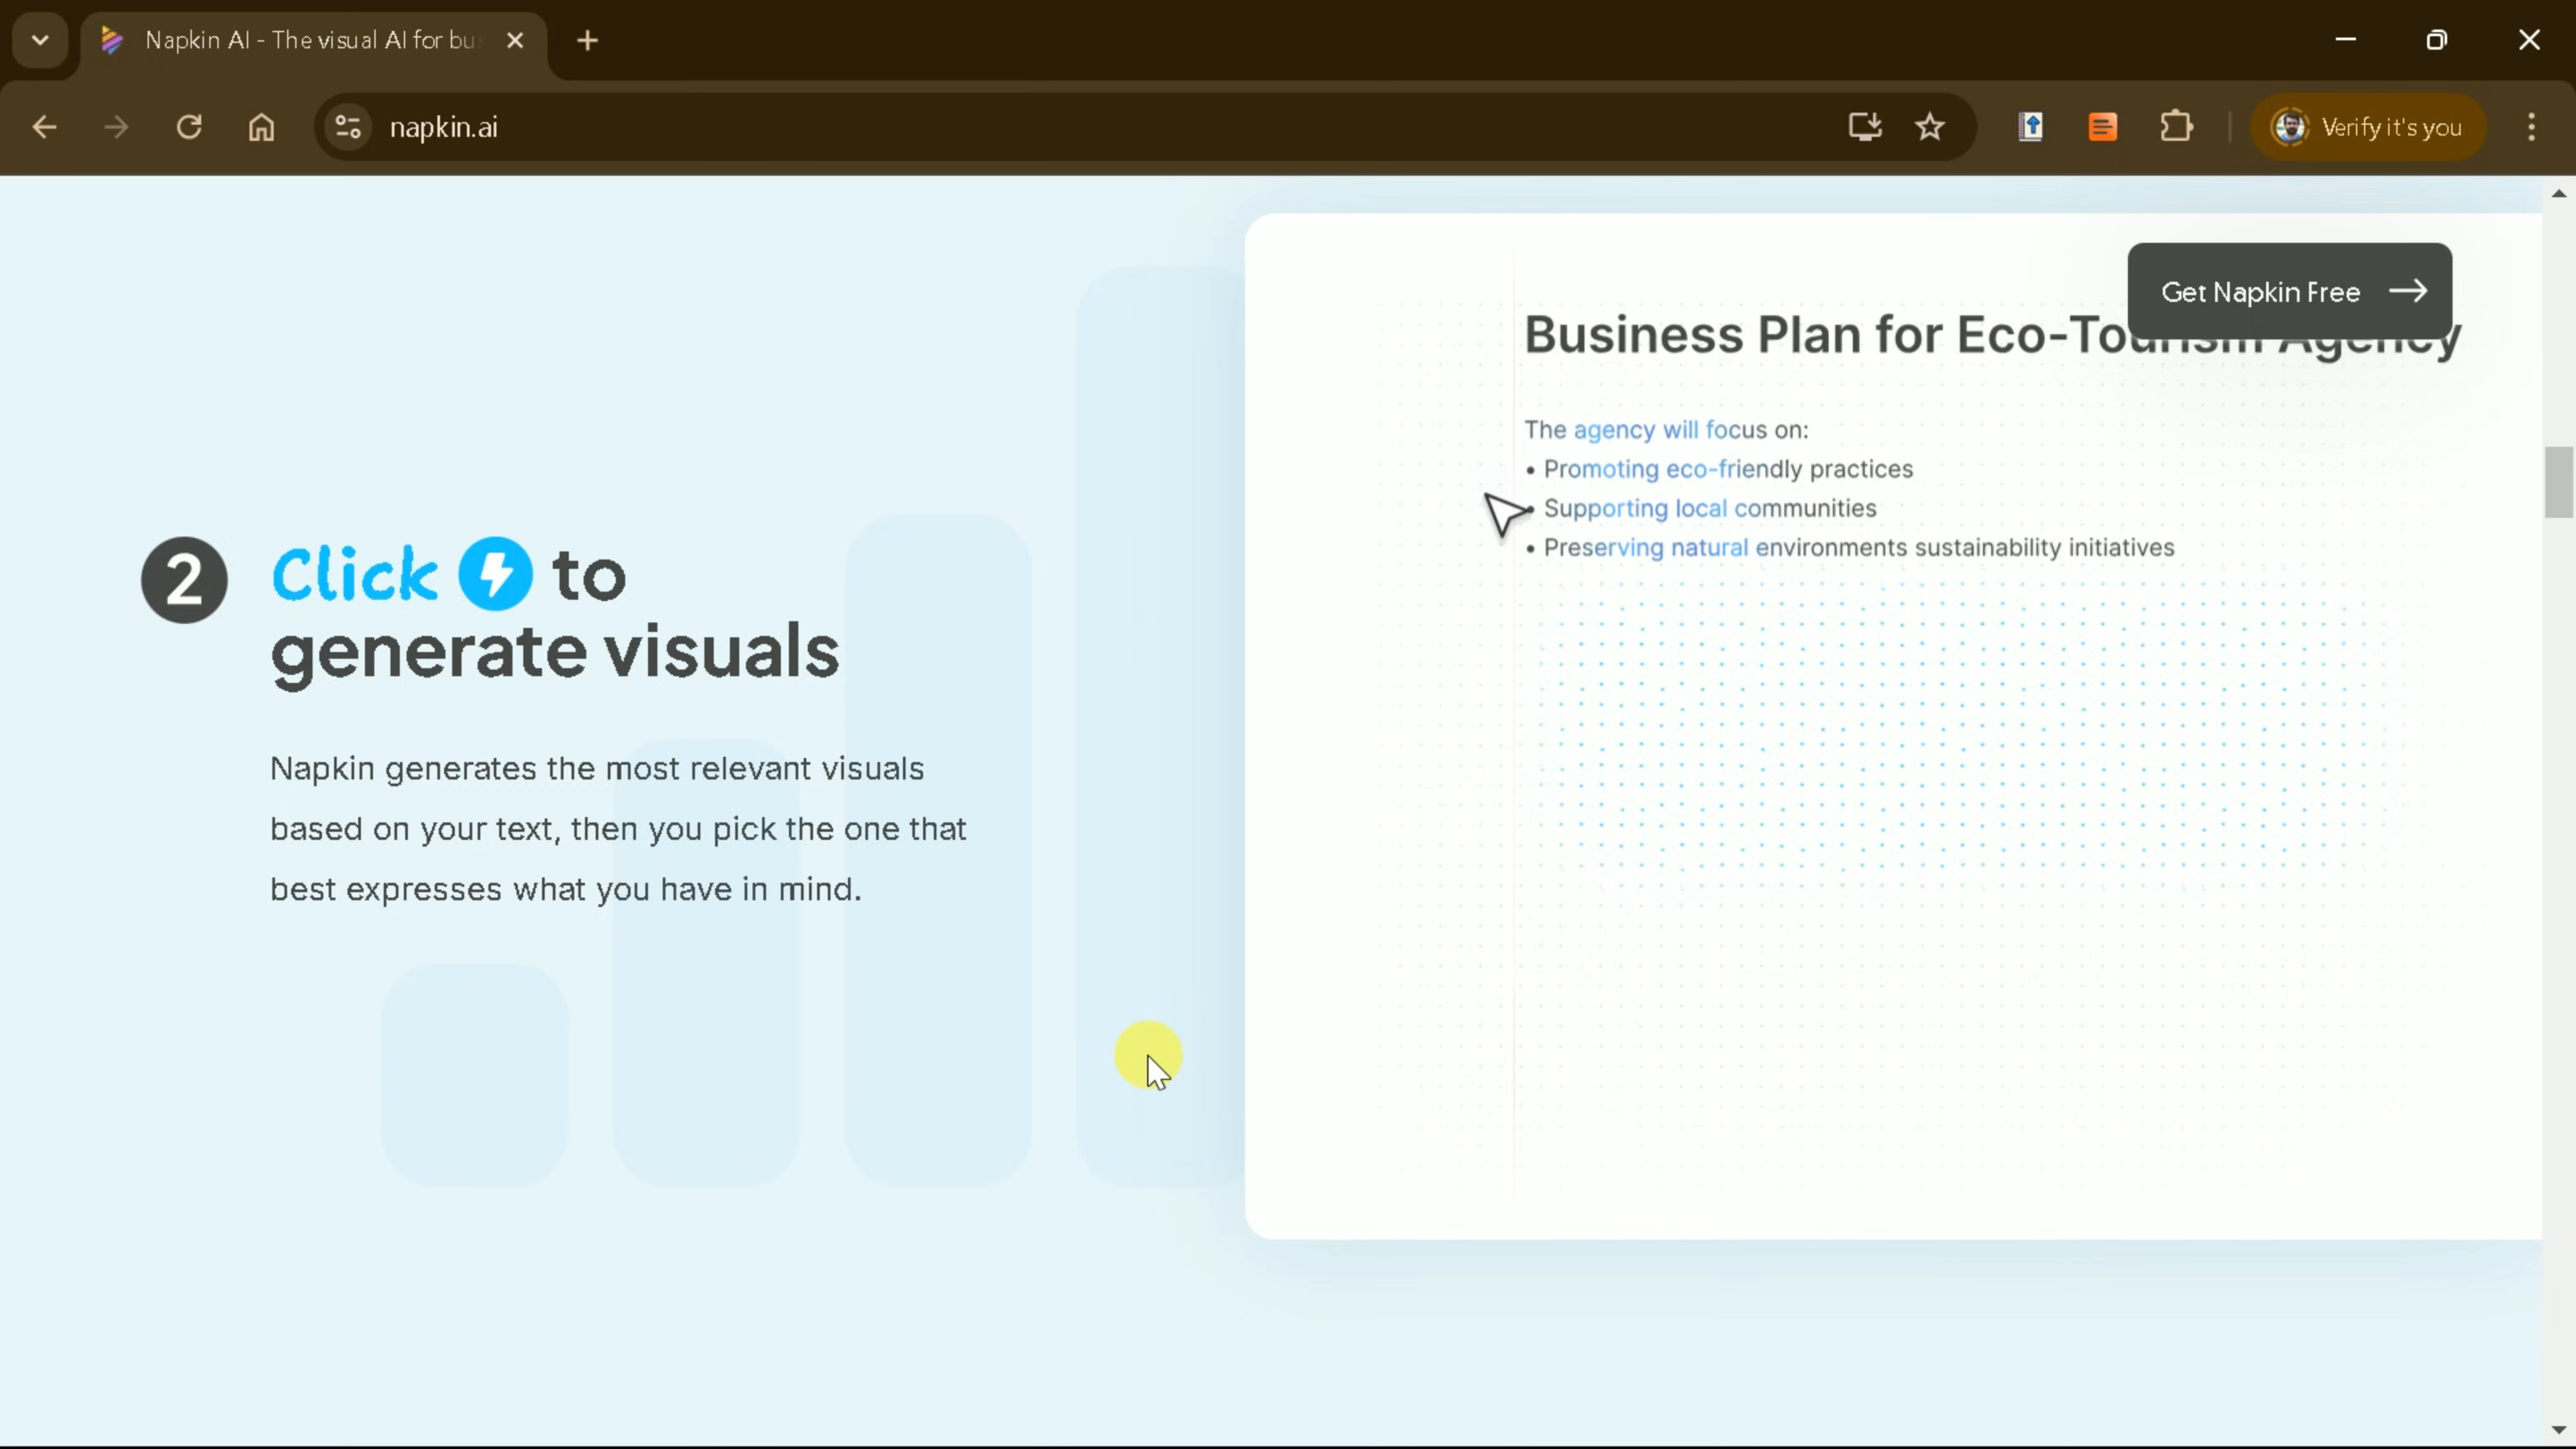 Napkin AI - The visual AI for bu
napkin.ai
Verify it's you
Get Napkin Free
Business Plan for Eco-Tourism Agency
The agency will focus on:
• Promoting eco-friendly practices
• Supporting local communities
• Preserving natural environments sustainability initiatives
2
Click to
generate visuals
Napkin generates the most relevant visuals
based on your text, then you pick the one that
best expresses what you have in mind.